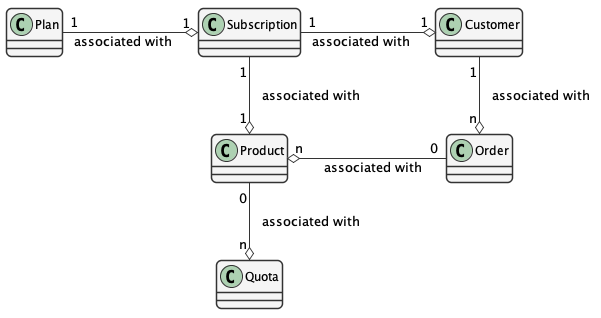 C Plan
1
1
associated with
C Subscription
1
1
associated with
C Customer
1
associated with
1
1
associated with
n
C Product
n
0
associated with
C Order
0
associated with
n
C Quota